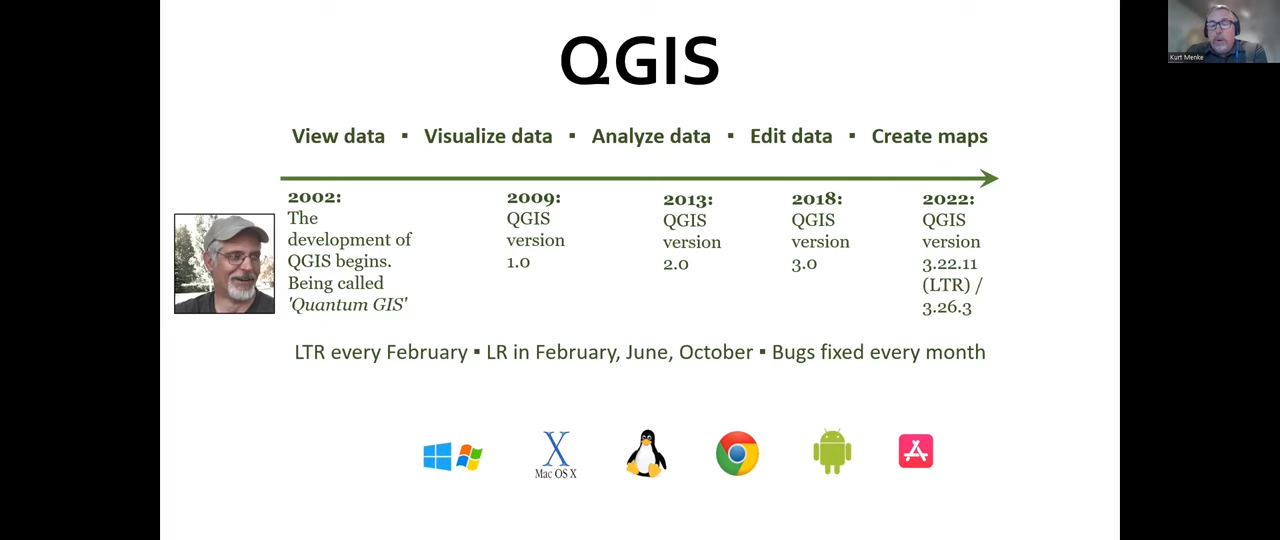 QGIS
Kurt Menke
View data ▪ Visualize data ▪ Analyze data ▪ Edit data ▪ Create maps
2002:
The
development of
QGIS begins.
Being called
'Quantum GIS'
2009:
QGIS
version
1.0
2013:
QGIS
version
2.0
2018:
QGIS
version
3.0
2022:
QGIS
version
3.22.11
(LTR) /
3.26.3
LTR every February ▪ LR in February, June, October ▪ Bugs fixed every month
X
Mac OS X